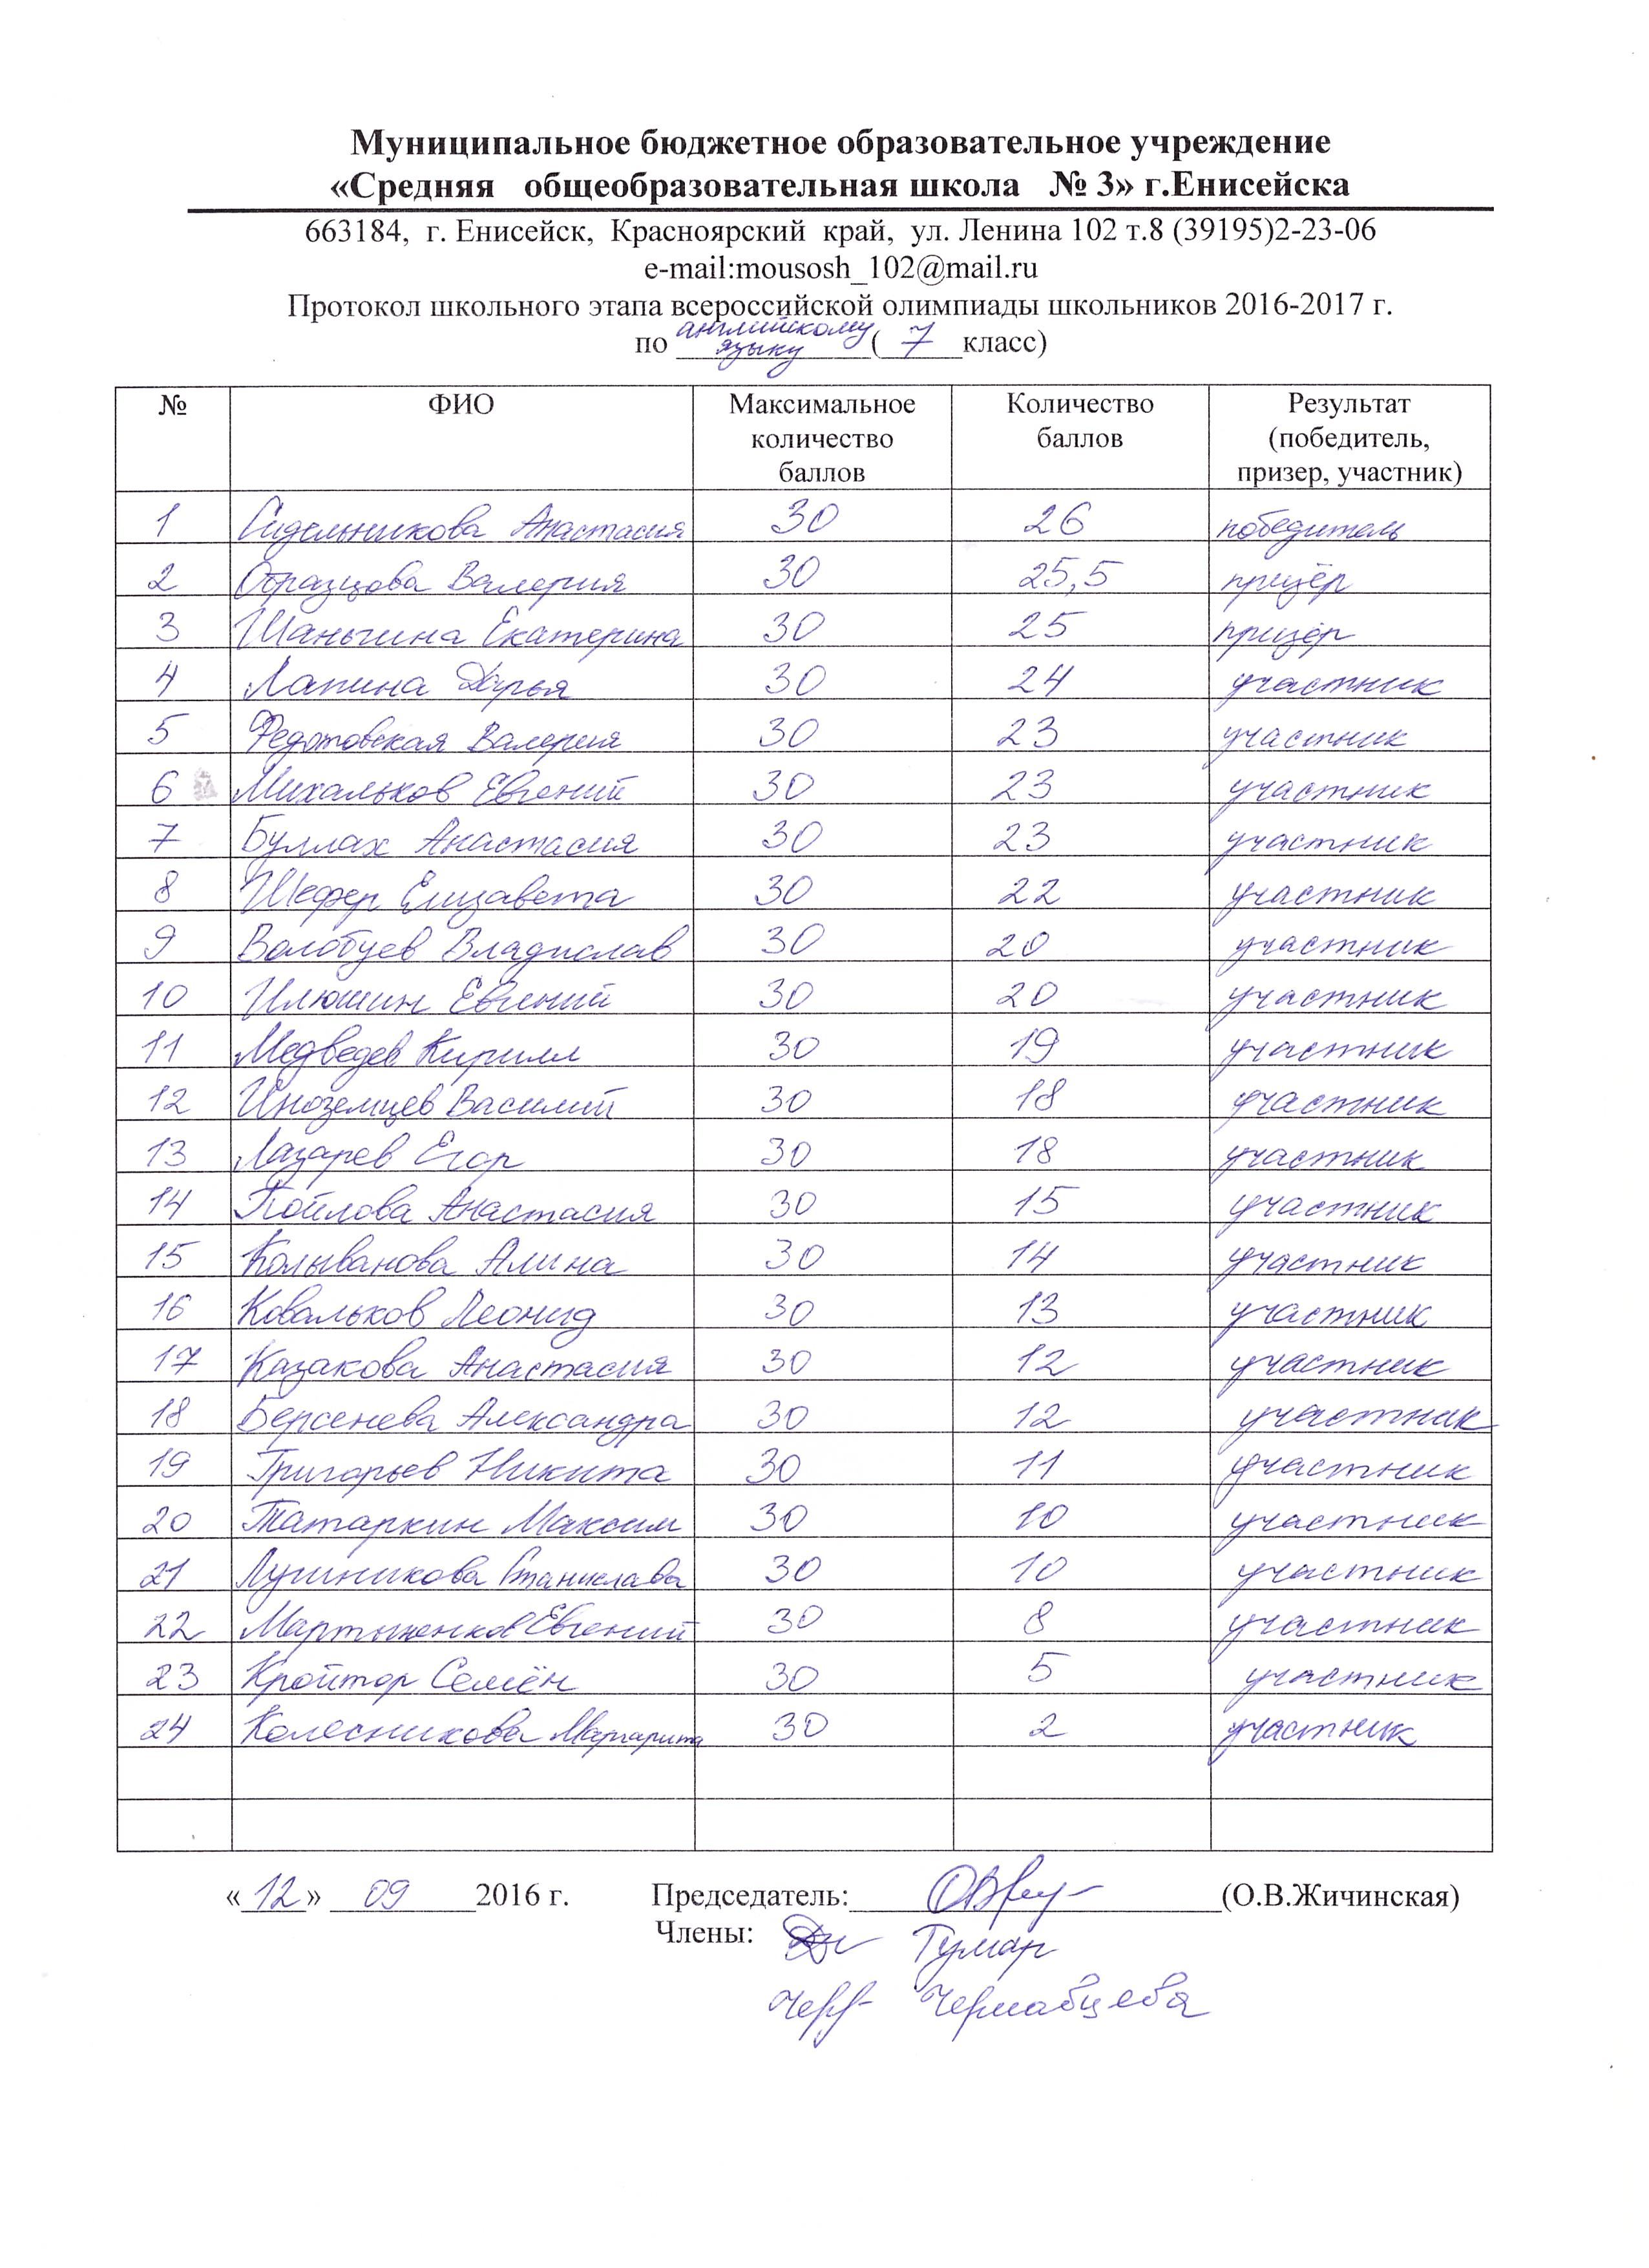 Муниципальное бюджетное образовательное учреждение
«Средняя общеобразовательная школа № 3» г.Енисейска
663184, г. Енисейск, Красноярский край, ул. Ленина 102 т.8 (39195)2-23-06
e-mail:mousosh_102@mail.ru
Протокол школьного этапа всероссийской олимпиады школьников 2016-2017 г.
по английскому языку (7 класс)
№ ФИО Максимальное количество баллов Количество баллов Результат (победитель, призер, участник)
1 Сидельникова Анастасия 30 26 победитель
2 Образцова Валерия 30 25,5 призёр
3 Шаньгина Екатерина 30 25 призёр
4 Лапина Дарья 30 24 участник
5 Федотовская Валерия 30 23 участник
6 Михальков Евгений 30 23 участник
7 Буллах Анастасия 30 23 участник
8 Шефер Елизавета 30 22 участник
9 Волобуев Владислав 30 20 участник
10 Илюшин Евгений 30 20 участник
11 Медведев Кирилл 30 19 участник
12 Иноземцев Василий 30 18 участник
13 Лазарев Егор 30 18 участник
14 Пойлова Анастасия 30 15 участник
15 Колыванова Алина 30 14 участник
16 Ковальков Леонид 30 13 участник
17 Казакова Анастасия 30 12 участник
18 Берсенева Александра 30 12 участник
19 Григорьев Никита 30 11 участник
20 Татаркин Максим 30 10 участник
21 Лушникова Станислава 30 10 участник
22 Мартыненков Евгений 30 8 участник
23 Кройтор Семён 30 5 участник
24 Колесникова Маргарита 30 2 участник
«12» 09 2016 г. Председатель: (О.В.Жичинская)
Члены: